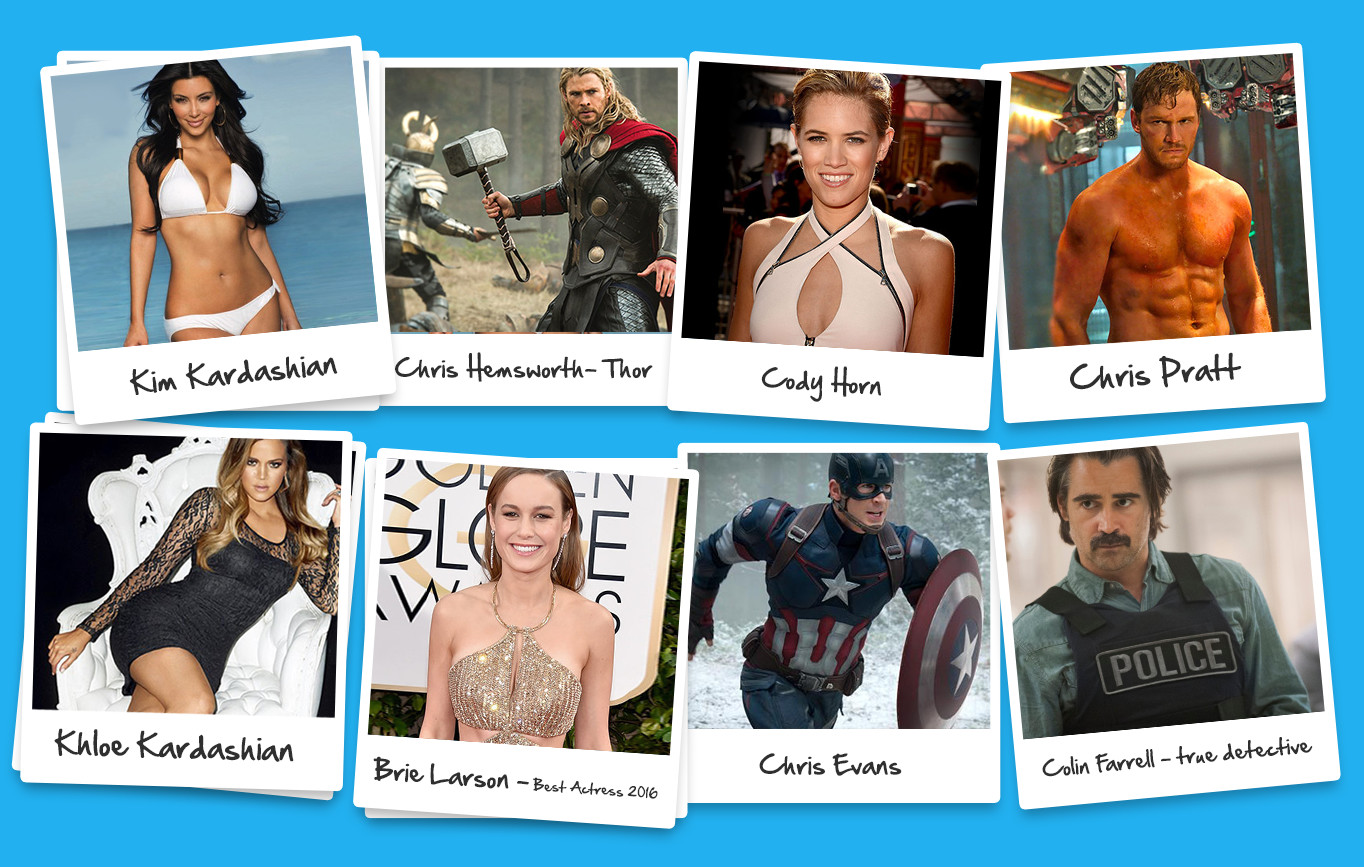 Kim Kardashian
Chris Hemsworth- Thor
Cody Horn
Chris Pratt
A
GOLDEN
GLOBE
AWARDS
POLICE
Khloe Kardashian
Brie Larson - Best Actress 2016
Chris Evans
Colin Farrell - true detective